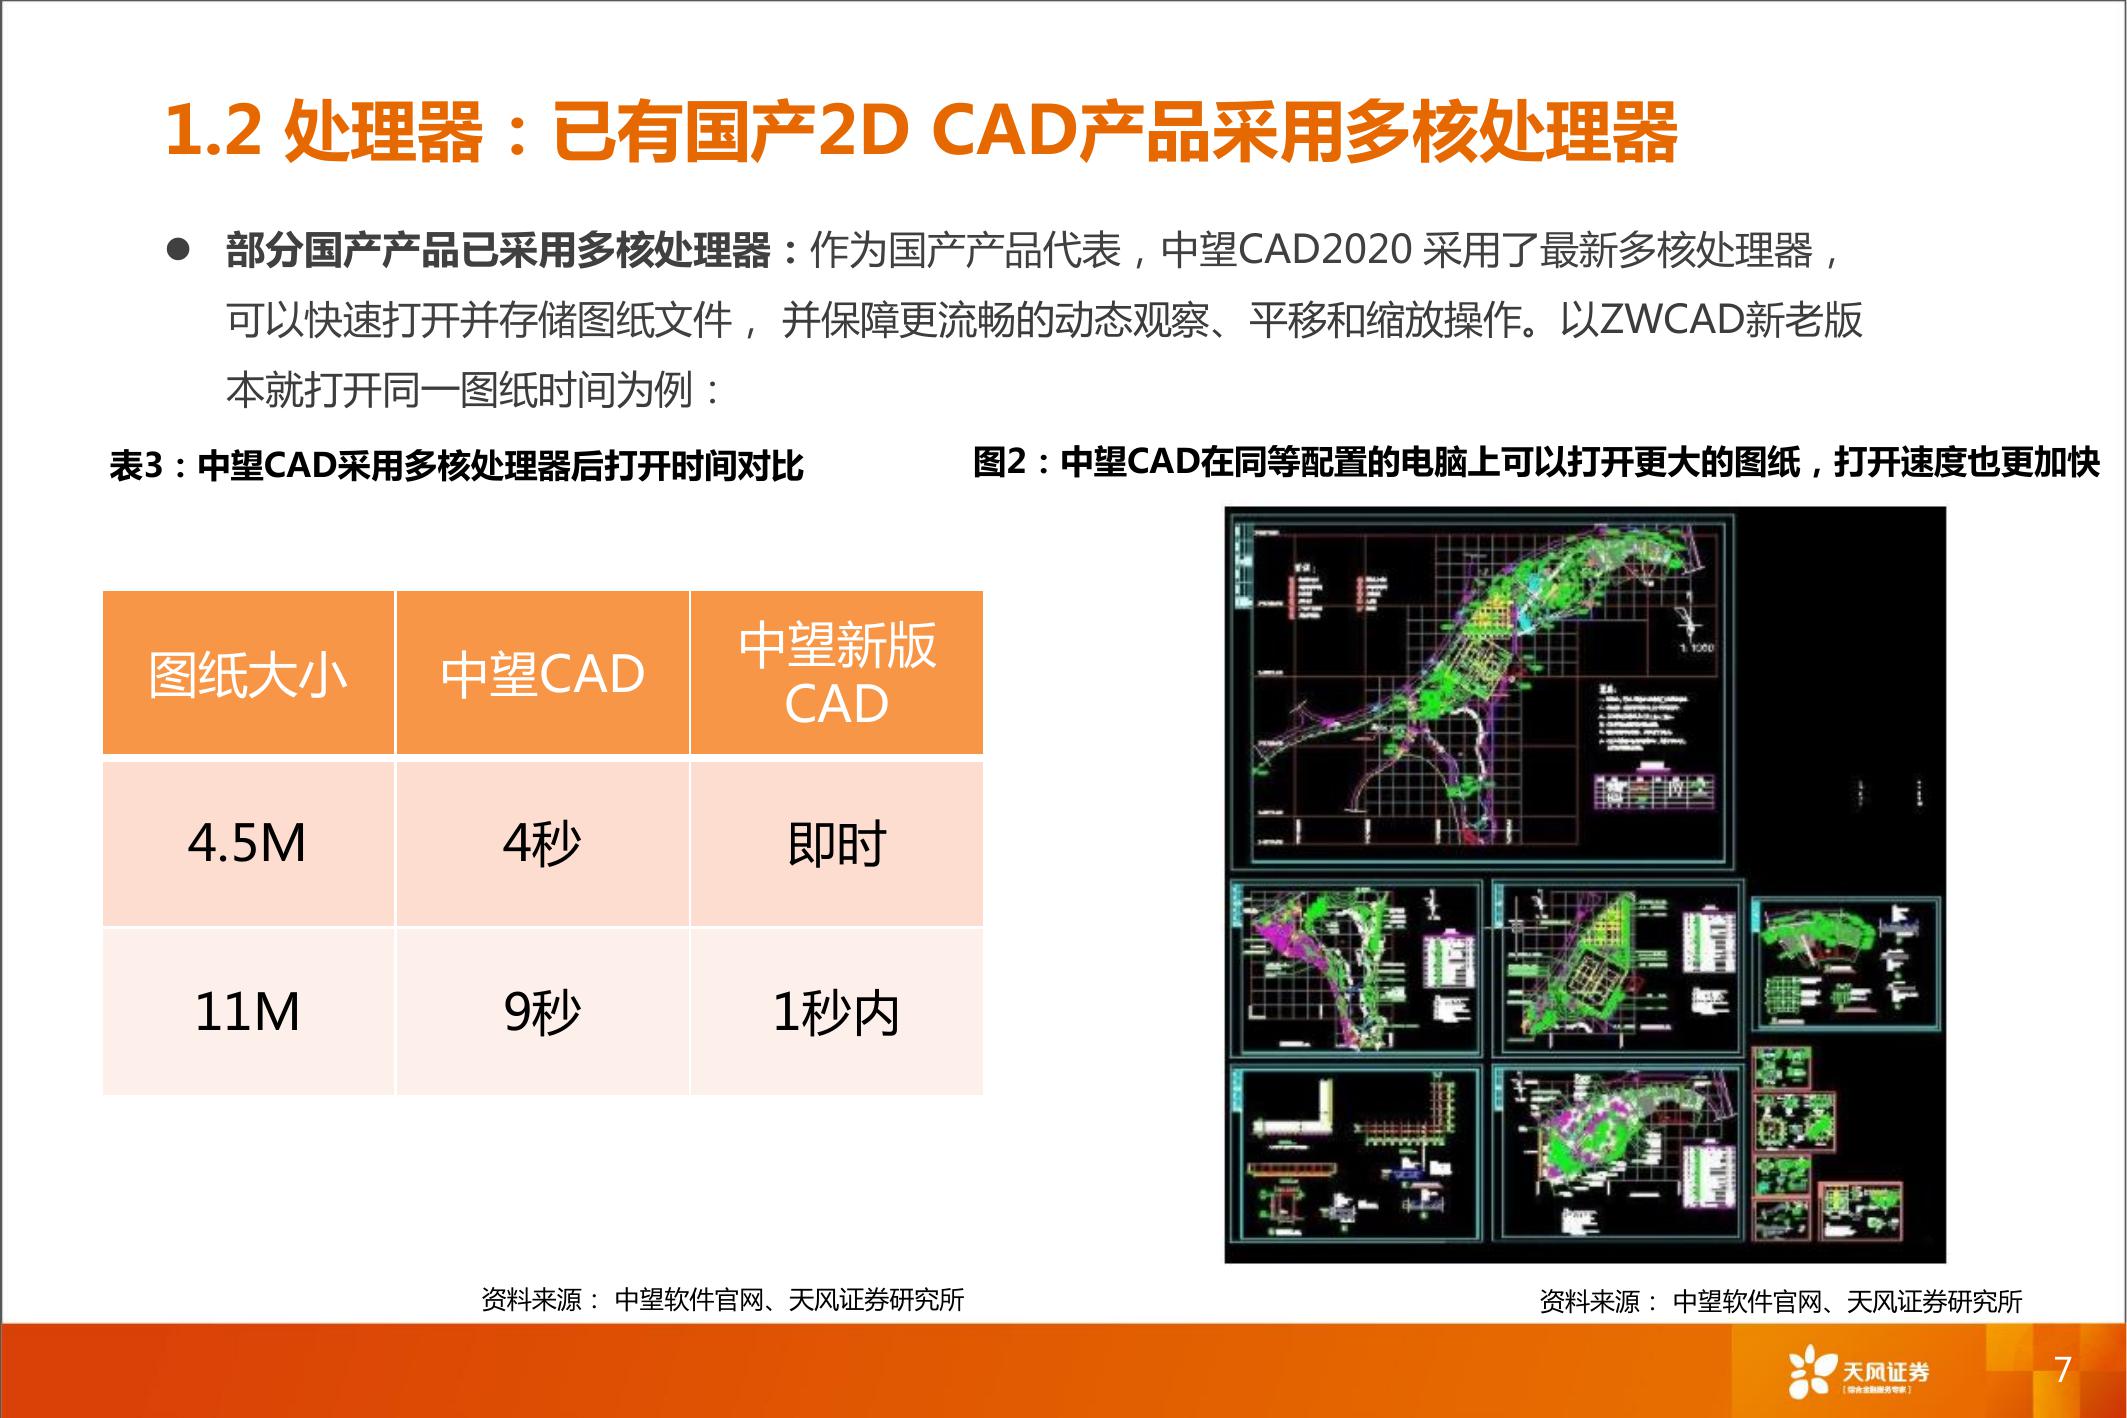 1.2 处理器：已有国产2D CAD产品采用多核处理器
● 部分国产产品已采用多核处理器：作为国产产品代表，中望CAD2020 采用了最新多核处理器，
可以快速打开并存储图纸文件， 并保障更流畅的动态观察、平移和缩放操作。以ZWCAD新老版
本就打开同一图纸时间为例：
表3：中望CAD采用多核处理器后打开时间对比
图纸大小 中望CAD 中望新版
CAD
4.5M 4秒 即时
11M 9秒 1秒内
资料来源： 中望软件官网、天风证券研究所
图2：中望CAD在同等配置的电脑上可以打开更大的图纸，打开速度也更加快
资料来源： 中望软件官网、天风证券研究所
天风证券
[综合金融服务专家]
7